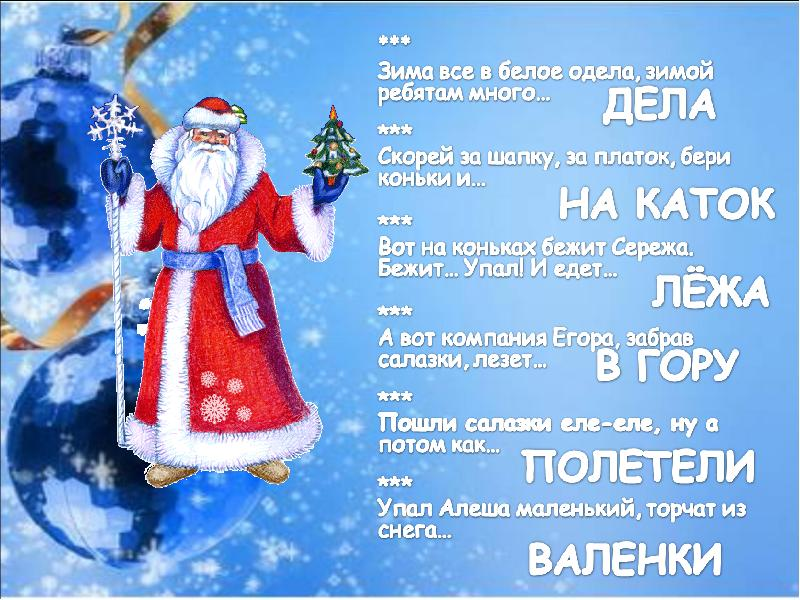 ***
Зима все в белое одела, зимой
ребятам много...
ДЕЛА
***
Скорей за шапку, за платок, бери
коньки и...
НА КАТОК
***
Вот на коньках бежит Сережа.
Бежит... Упал! И едет...
ЛЁЖА
***
А вот компания Егора, забрав
салазки, лезет...
В ГОРУ
***
Пошли салазки еле-еле, ну а
потом как...
ПОЛЕТЕЛИ
***
Упал Алеша маленький, торчат из
снега...
ВАЛЕНКИ